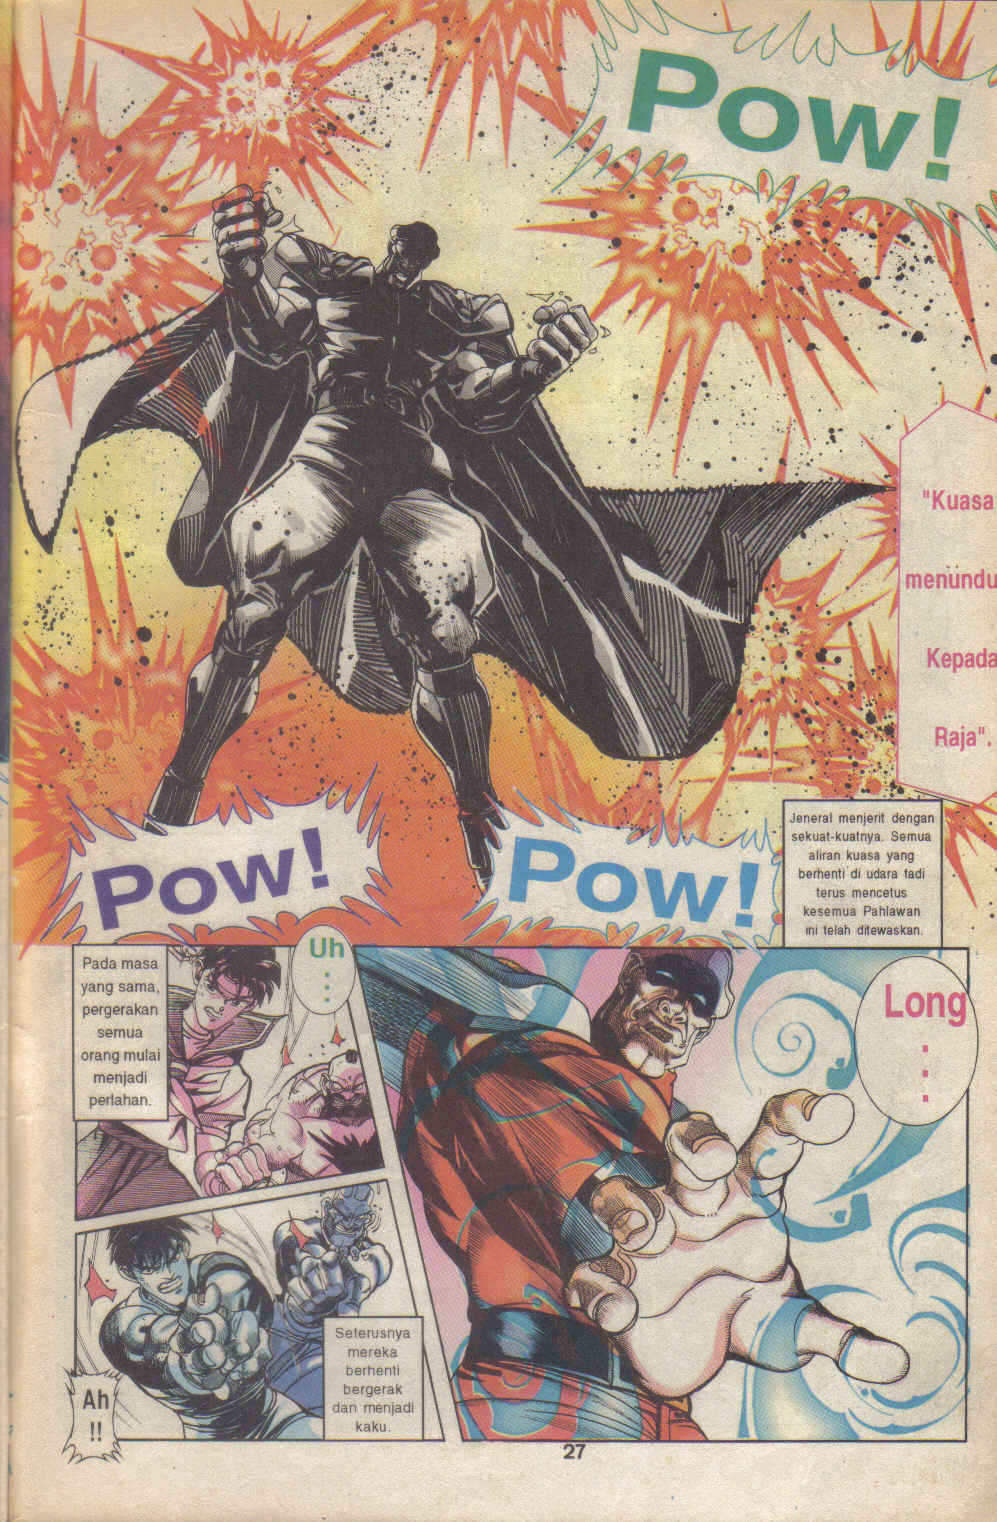 Pow!
"Kuasa
menundu
Kepada
Raja".
Pow!
Pow!
Jeneral menjerit dengan
sekuat-kuatnya. Semua
aliran kuasa yang
berhenti di udara tadi
terus mencetus
kesemua Pahlawan
ini telah ditewaskan.
Pada masa
yang sama,
pergerakan
semua
orang mulai
menjadi
perlahan.
Uh
...
Long
...
Seterusnya
mereka
berhenti
bergerak
dan menjadi
kaku.
Ah
!!
27